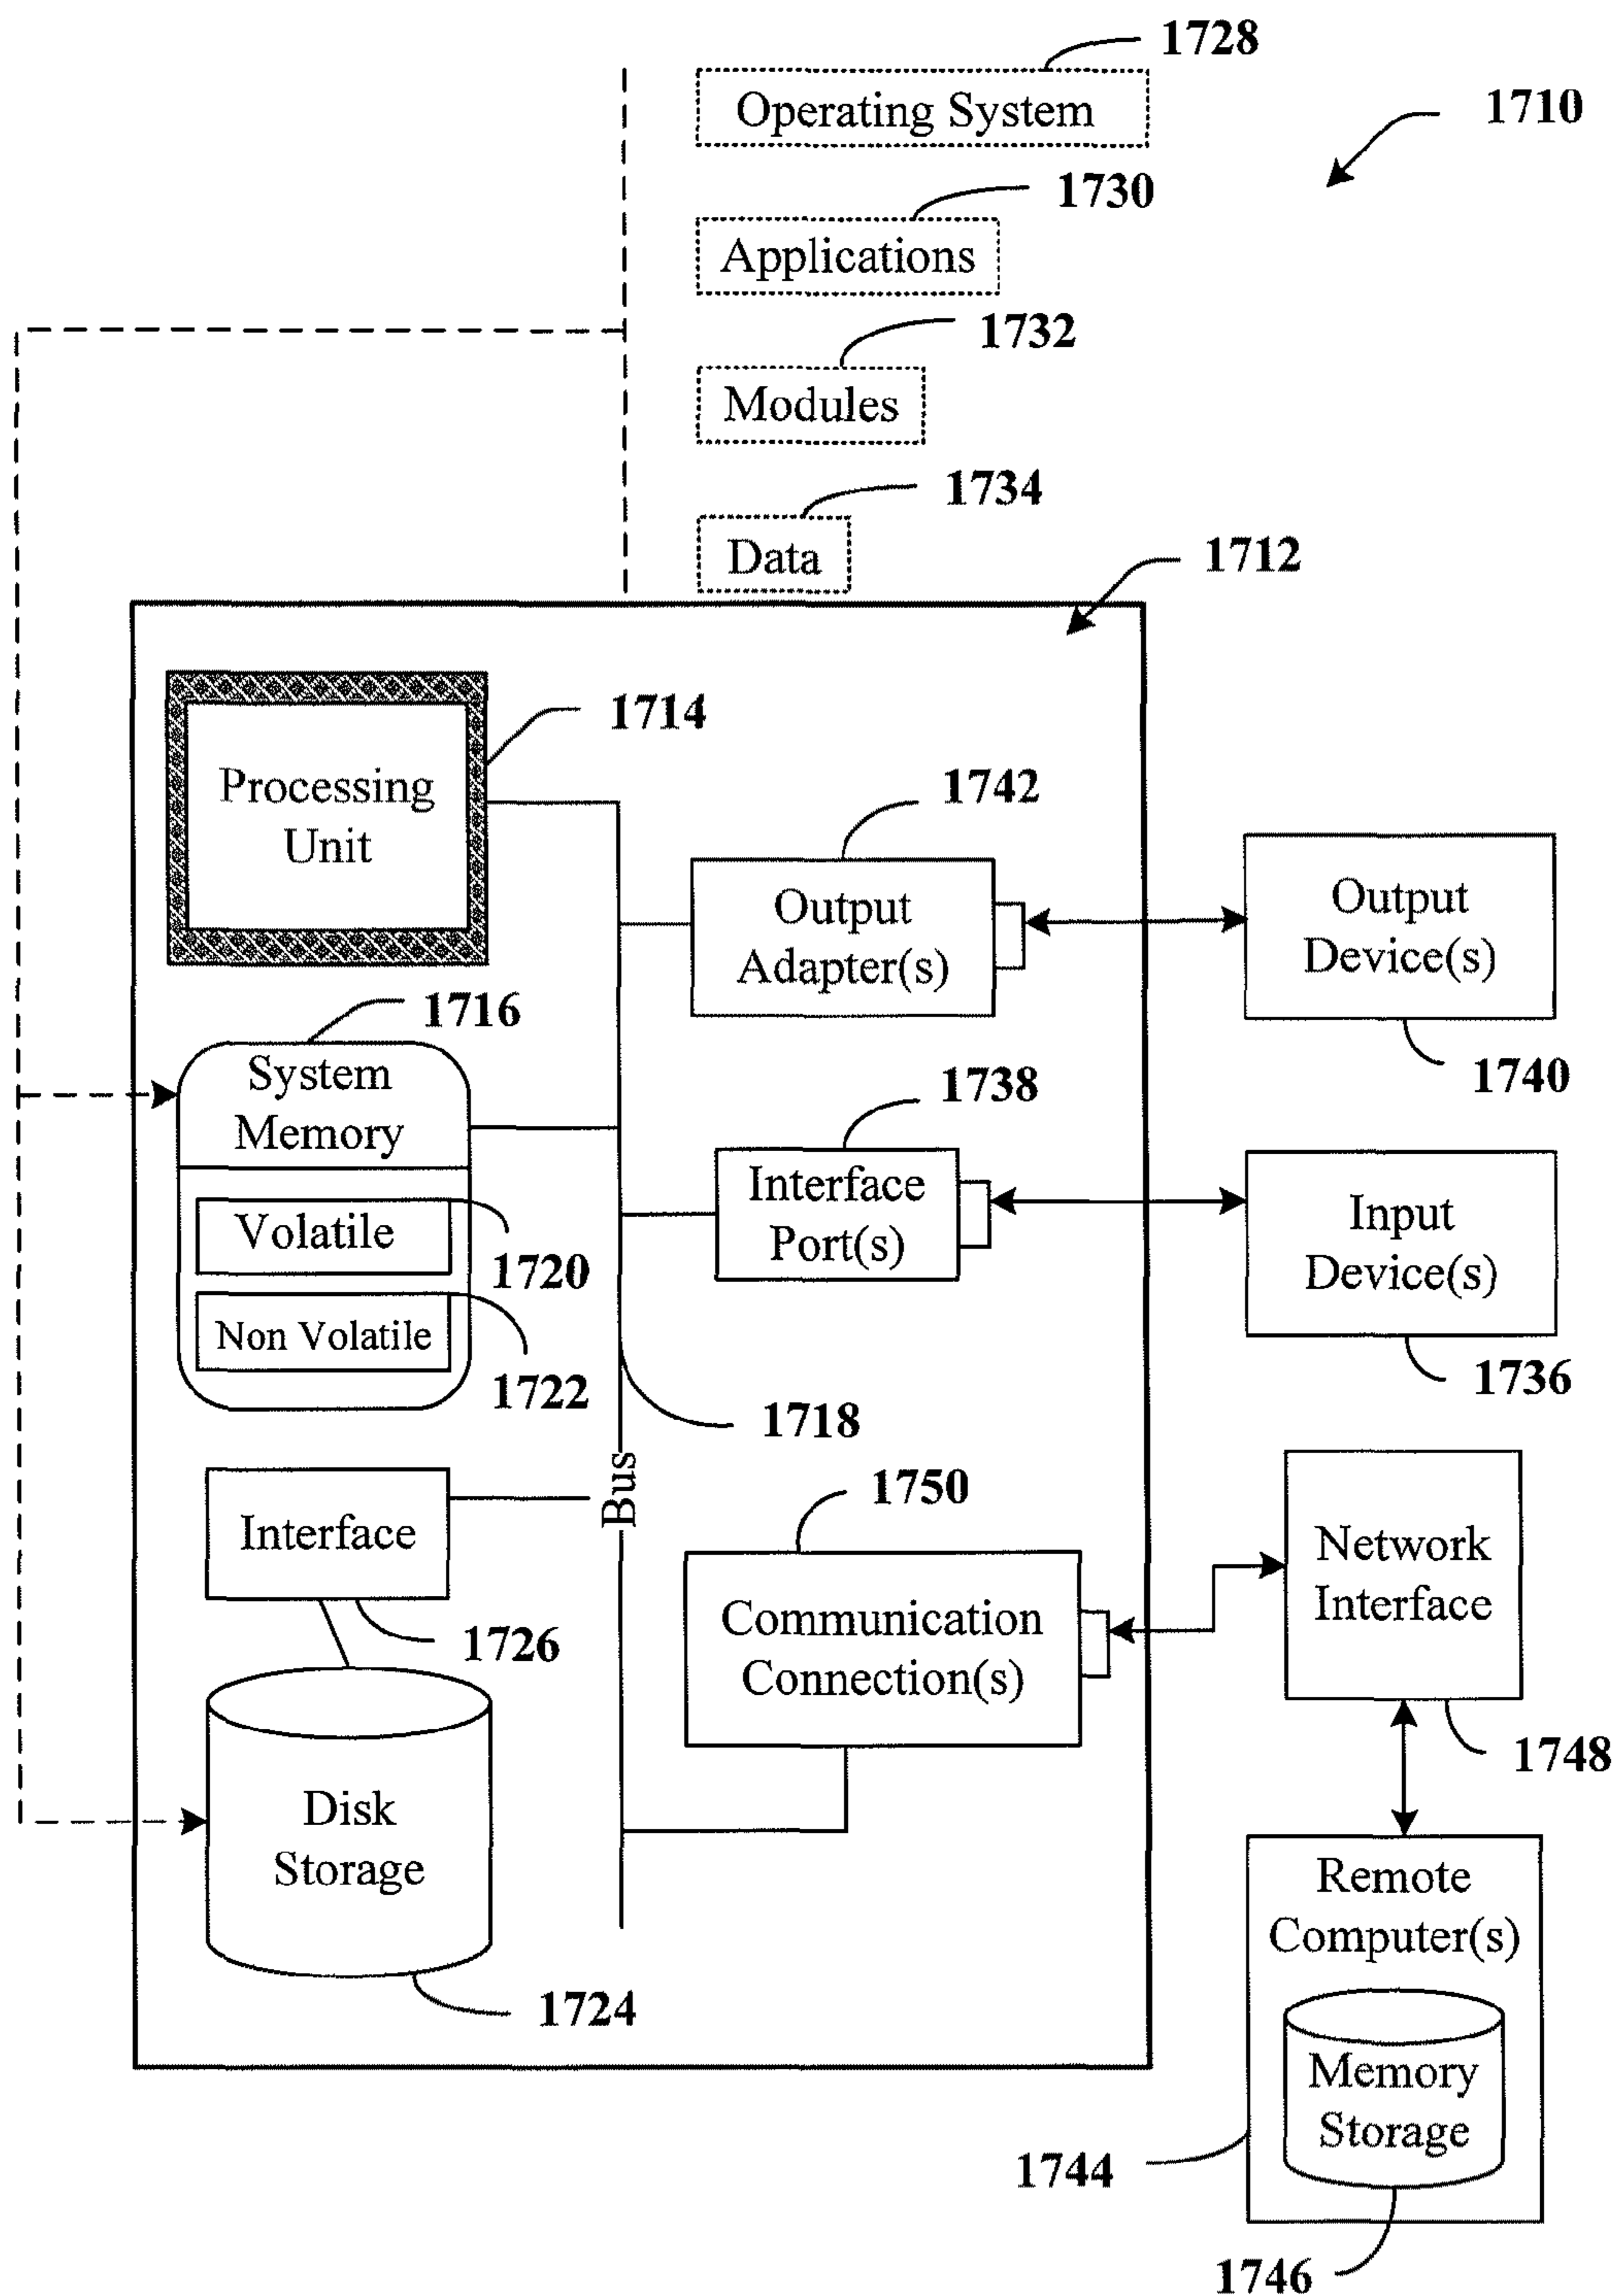 1728
Operating System
1710
1730
Applications
1732
Modules
1734
Data
1712
1714
Processing
Unit
1742
Output
Adapter(s)
Output
Device(s)
1740
1716
System
Memory
1738
Interface
Port(s)
Input
Device(s)
1736
Volatile
1720
Non Volatile
1722
1718
Bus
Interface
1726
1750
Communication
Connection(s)
Network
Interface
1748
Disk
Storage
1724
Remote
Computer(s)
Memory
Storage
1744
1746